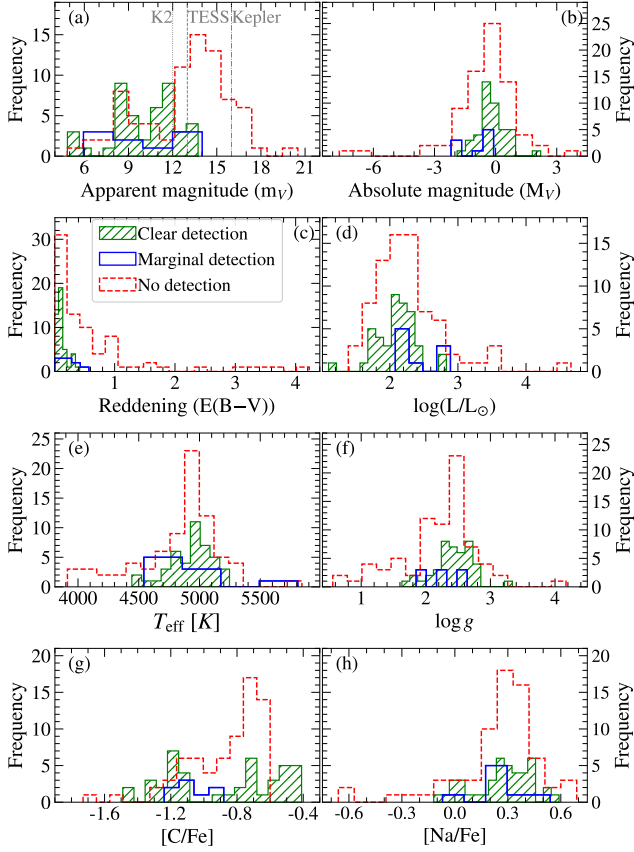 (a) K2 TESS Kepler (b)
Frequency
15
10
5
0
6 9 12 15 18 21
Apparent magnitude (m_V)
25
20
15
10
5
0
Frequency
−6 −3 0 3
Absolute magnitude (M_V)
(c)
Frequency
30
20
10
0
Clear detection
Marginal detection
No detection
1 2 3 4
Reddening (E(B−V))
(d)
15
10
5
0
Frequency
2 3 4
log(L/L⊙)
(e)
Frequency
25
20
15
10
5
0
4000 4500 5000 5500
T_eff [K]
(f)
25
20
15
10
5
0
Frequency
1 2 3 4
log g
(g)
Frequency
20
15
10
5
0
−1.6 −1.2 −0.8 −0.4
[C/Fe]
(h)
25
20
15
10
5
0
Frequency
−0.6 −0.3 0.0 0.3 0.6
[Na/Fe]